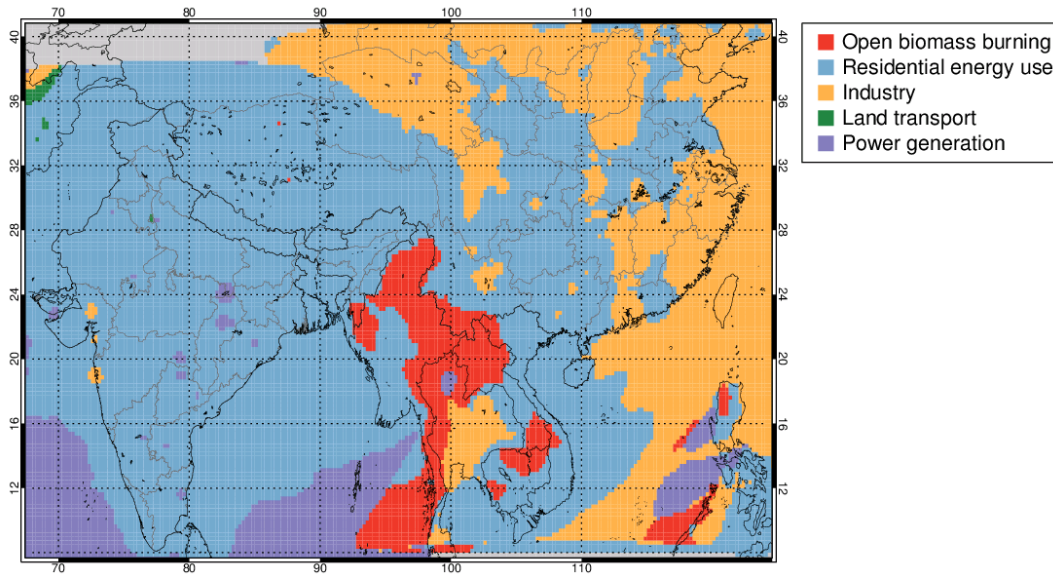 70 80 90 100 110
40
36
32
28
24
20
16
12
40
36
32
28
24
20
16
12
70 80 90 100 110
Open biomass burning
Residential energy use
Industry
Land transport
Power generation